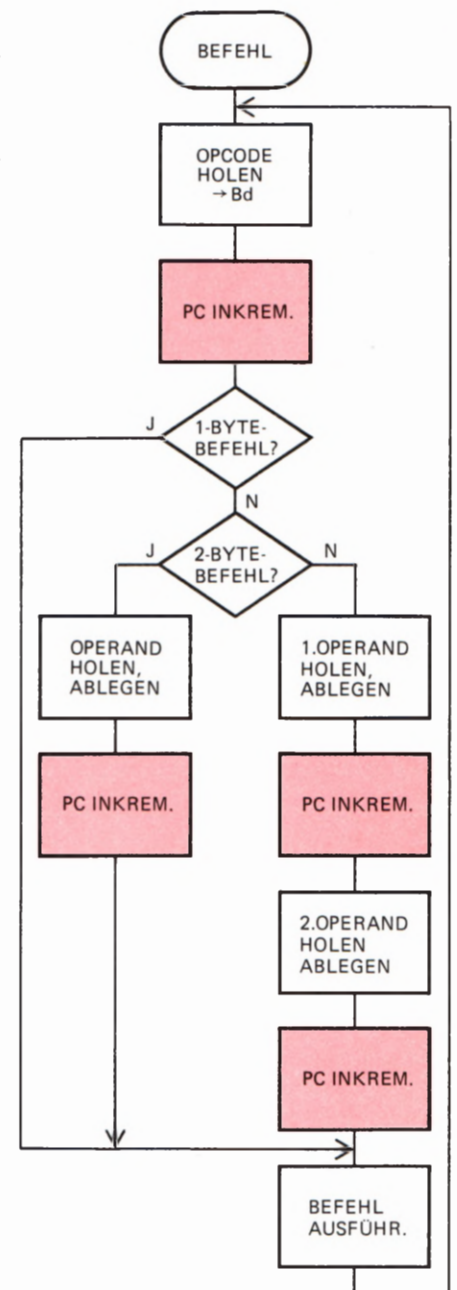 BEFEHL
OPCODE
HOLEN
→Bd
PC INKREM.
J
1-BYTE-
BEFEHL?
N
J
2-BYTE-
BEFEHL?
N
OPERAND
HOLEN,
ABLEGEN
PC INKREM.
1.OPERAND
HOLEN,
ABLEGEN
PC INKREM.
2.OPERAND
HOLEN
ABLEGEN
PC INKREM.
BEFEHL
AUSFÜHR.